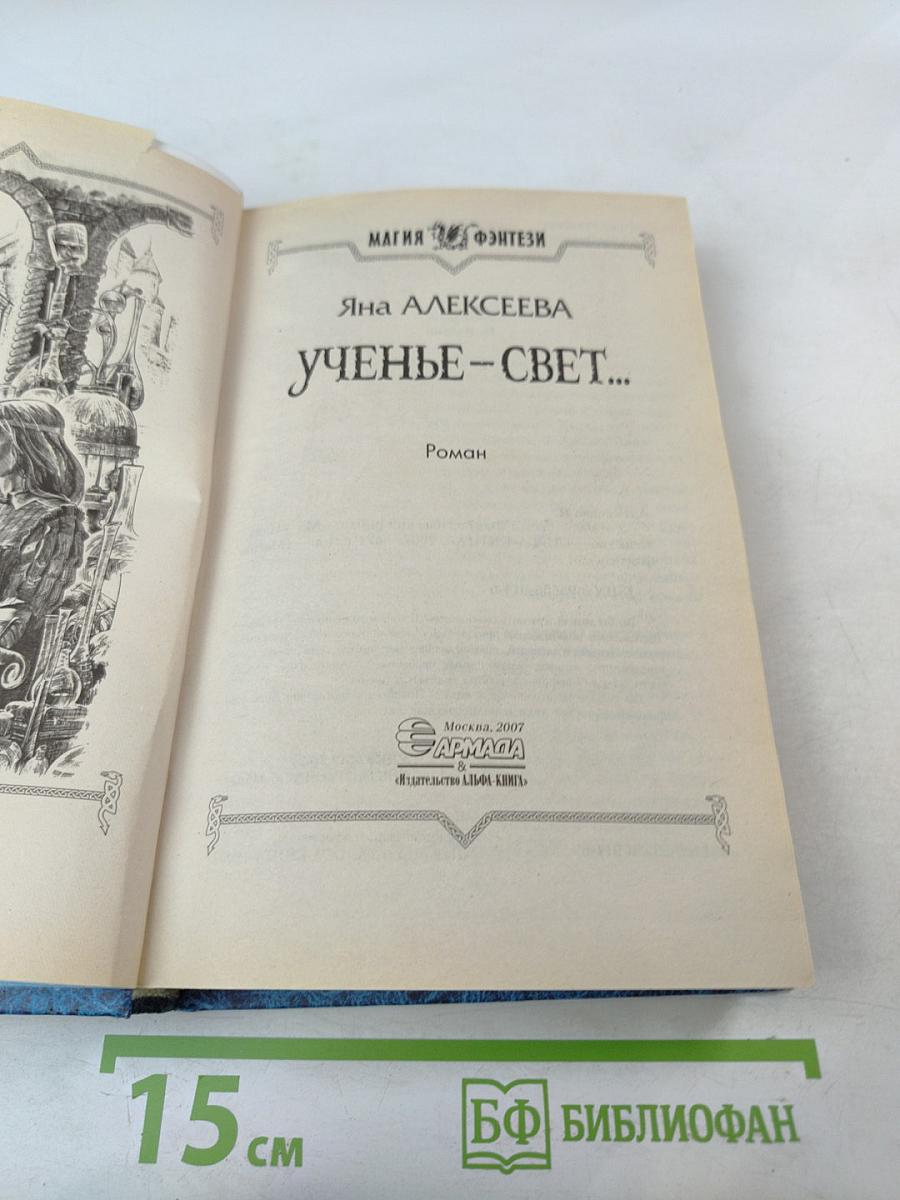 МАГИЯ ФЭНТЕЗИ
Яна АЛЕКСЕЕВА
УЧЕНЬЕ – СВЕТ...
Роман
Москва, 2007
АРМАДА
&
«Издательство АЛЬФА-КНИГА»
15 см
БФ БИБЛИОФАН